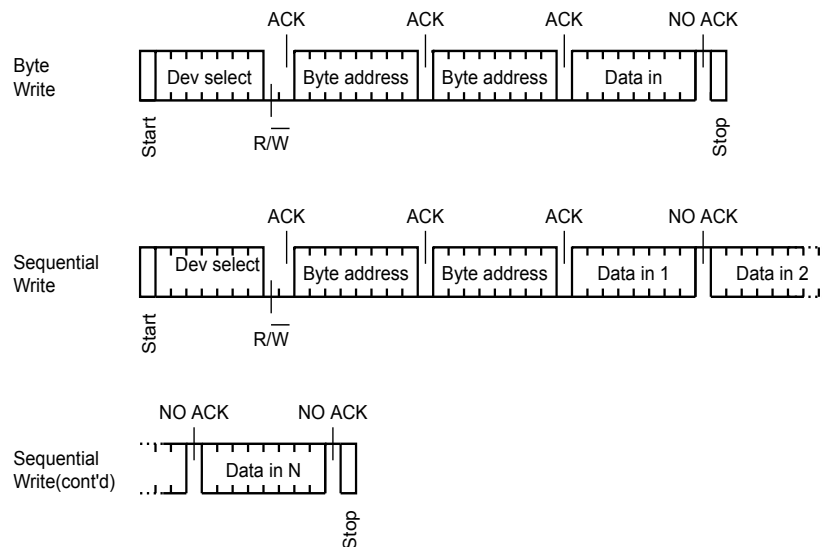 ACK ACK ACK NO ACK
Byte
Write
Dev select Byte address Byte address Data in
Start R/W̅ Stop
ACK ACK ACK NO ACK
Sequential
Write
Dev select Byte address Byte address Data in 1 Data in 2
Start R/W̅
NO ACK NO ACK
Sequential
Write(cont'd)
Data in N
Stop